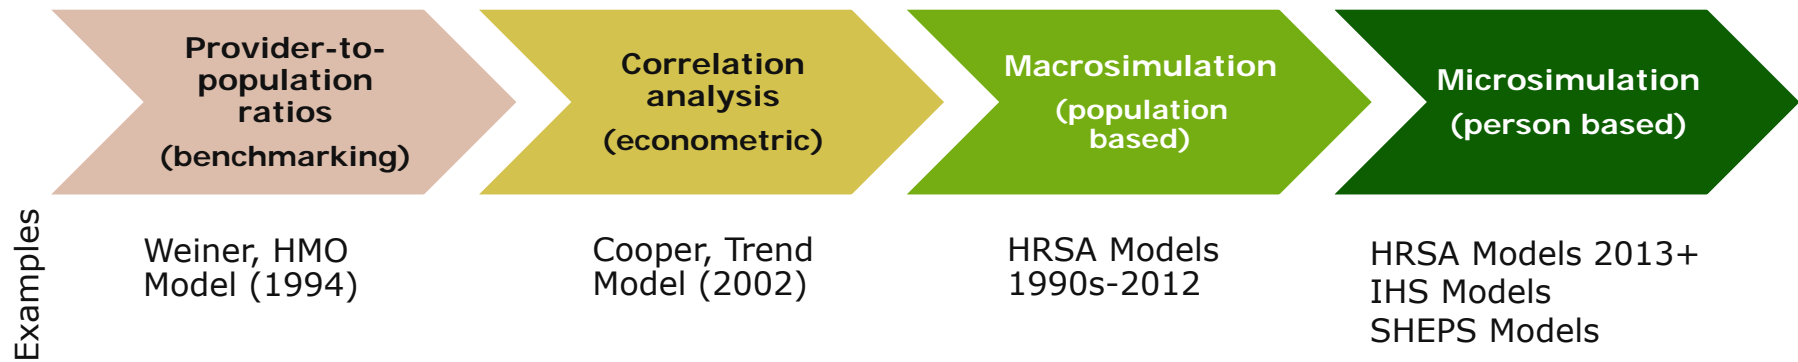 Provider-to-
population
ratios
(benchmarking)
Correlation
analysis
(econometric)
Macrosimulation
(population
based)
Microsimulation
(person based)
Examples
Weiner, HMO
Model (1994)
Cooper, Trend
Model (2002)
HRSA Models
1990s-2012
HRSA Models 2013+
IHS Models
SHEPS Models